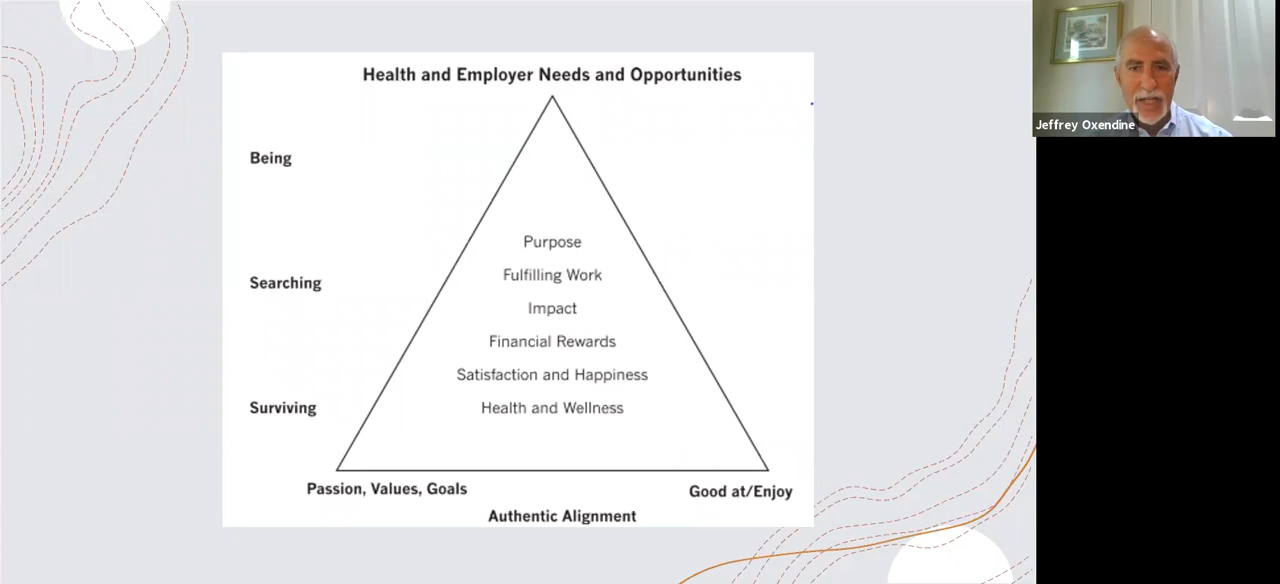 Health and Employer Needs and Opportunities
Jeffrey Oxendine
Being
Purpose
Fulfilling Work
Searching
Impact
Financial Rewards
Satisfaction and Happiness
Surviving
Health and Wellness
Passion, Values, Goals
Good at/Enjoy
Authentic Alignment